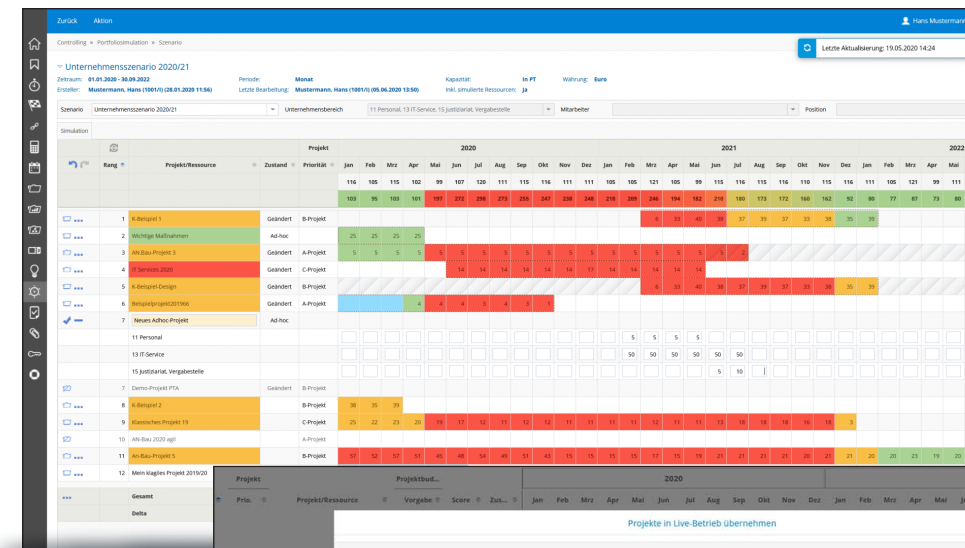 Zurück Aktion Hans Mustermann
Controlling » Portfoliosimulation » Szenario
Letzte Aktualisierung: 19.05.2020 14:24
Unternehmensszenario 2020/21
Zeitraum: 01.01.2020 - 30.09.2022 Periode: Monat Kapazität: in PT Währung: Euro
Ersteller: Mustermann, Hans (1001/I) (28.01.2020 11:56) Letzte Bearbeitung: Mustermann, Hans (1001/I) (05.06.2020 13:50) Inkl. simulierte Ressourcen: Ja
Szenario Unternehmensszenario 2020/21 Unternehmensbereich 11 Personal, 13 IT-Service, 15 Justiziariat, Vergabestelle Mitarbeiter Position
Simulation
Projekt 2020 2021 2022
Rang Projekt/Ressource Zustand Priorität Jan Feb Mrz Apr Mai Jun Jul Aug Sep Okt Nov Dez Jan Feb Mrz Apr Mai Jun Jul Aug Sep Okt Nov Dez Jan Feb Mrz Apr Mai
116 105 115 102 99 107 120 111 115 116 111 111 105 105 121 105 99 115 116 115 115 110 115 116 111 105 121 99 111
103 95 103 101 197 272 298 273 256 247 238 248 218 209 246 194 182 210 180 173 172 160 162 92 80 77 87 73 80
1 K-Beispiel 1 Geändert B-Projekt 6 33 40 38 37 39 37 33 38 35 39
2 Wichtige Maßnahmen Ad-hoc 25 25 25 25
3 AN.Bau-Projekt 3 Geändert A-Projekt 5 5 5 5 5 5 5 5 5 5 5 5 5 5 5 5 5 5 2
4 IT Services 2020 Geändert C-Projekt 14 14 14 14 14 14 17 14 14 14 14 14
5 K-Beispiel-Design Geändert B-Projekt 6 33 40 38 37 39 37 33 38 35 39
6 Beispielprojekt201966 Geändert A-Projekt 4 4 4 3 4 3 1
7 Neues Adhoc-Projekt Ad-hoc
11 Personal 5 5 5 5
13 IT-Service 50 50 50 50 50 50
15 Justiziariat, Vergabestelle 5 10
7 Demo-Projekt PTA Geändert B-Projekt
8 K-Beispiel 2 B-Projekt 38 35 39
9 Klassisches Projekt 19 C-Projekt 25 22 23 20 19 17 12 11 12 12 11 11 11 11 12 11 11 13 18 18 18 16 18 3
10 AN-Bau 2020 agil A-Projekt
11 An-Bau-Projekt 5 B-Projekt 57 52 57 51 45 48 54 49 51 43 15 15 15 15 17 15 19 21 21 21 21 20 21 21 20 20 23 19 20
12 Mein klagiles Projekt 2019/20
Gesamt
Delta
Projekt Projektbud... 2020
Prio. Projekt/Ressource Vorgabe Score Zus... Jan Feb Mrz Apr Mai Jun Jul Aug Sep Okt Nov Dez Jan Feb Mrz Apr Mai
Projekte in Live-Betrieb übernehmen